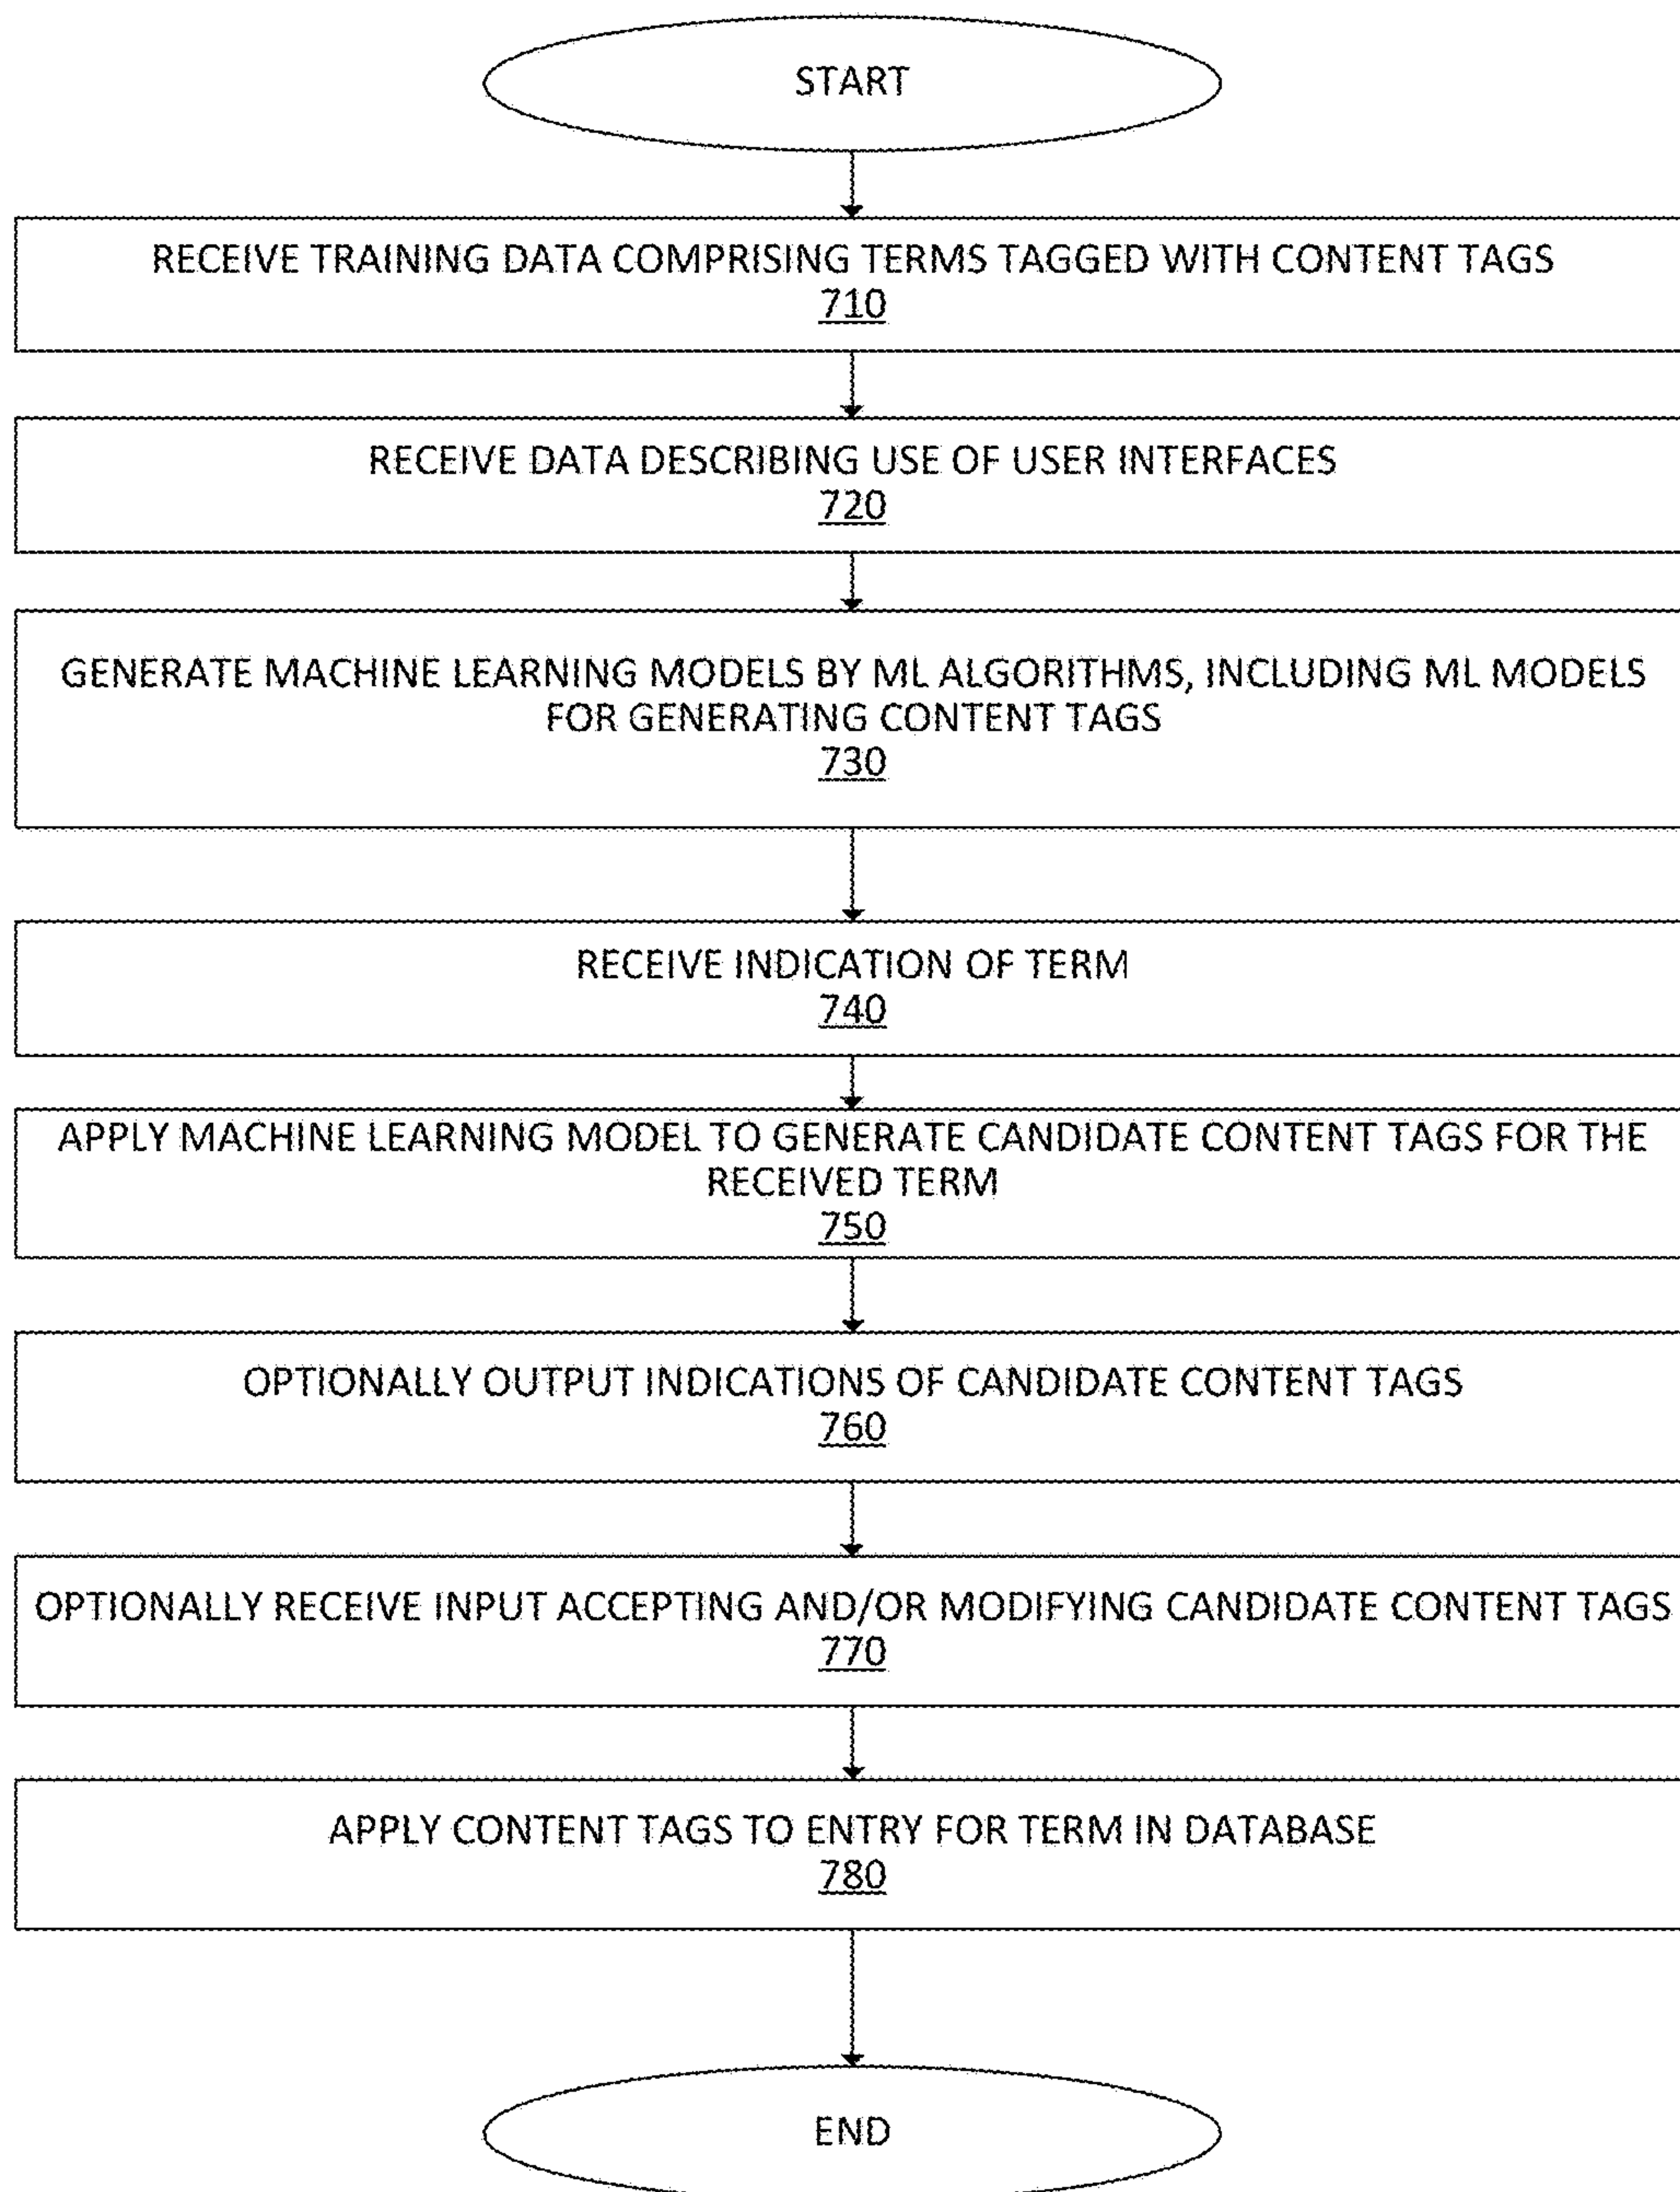 START
RECEIVE TRAINING DATA COMPRISING TERMS TAGGED WITH CONTENT TAGS
710
RECEIVE DATA DESCRIBING USE OF USER INTERFACES
720
GENERATE MACHINE LEARNING MODELS BY ML ALGORITHMS, INCLUDING ML MODELS
FOR GENERATING CONTENT TAGS
730
RECEIVE INDICATION OF TERM
740
APPLY MACHINE LEARNING MODEL TO GENERATE CANDIDATE CONTENT TAGS FOR THE
RECEIVED TERM
750
OPTIONALLY OUTPUT INDICATIONS OF CANDIDATE CONTENT TAGS
760
OPTIONALLY RECEIVE INPUT ACCEPTING AND/OR MODIFYING CANDIDATE CONTENT TAGS
770
APPLY CONTENT TAGS TO ENTRY FOR TERM IN DATABASE
780
END